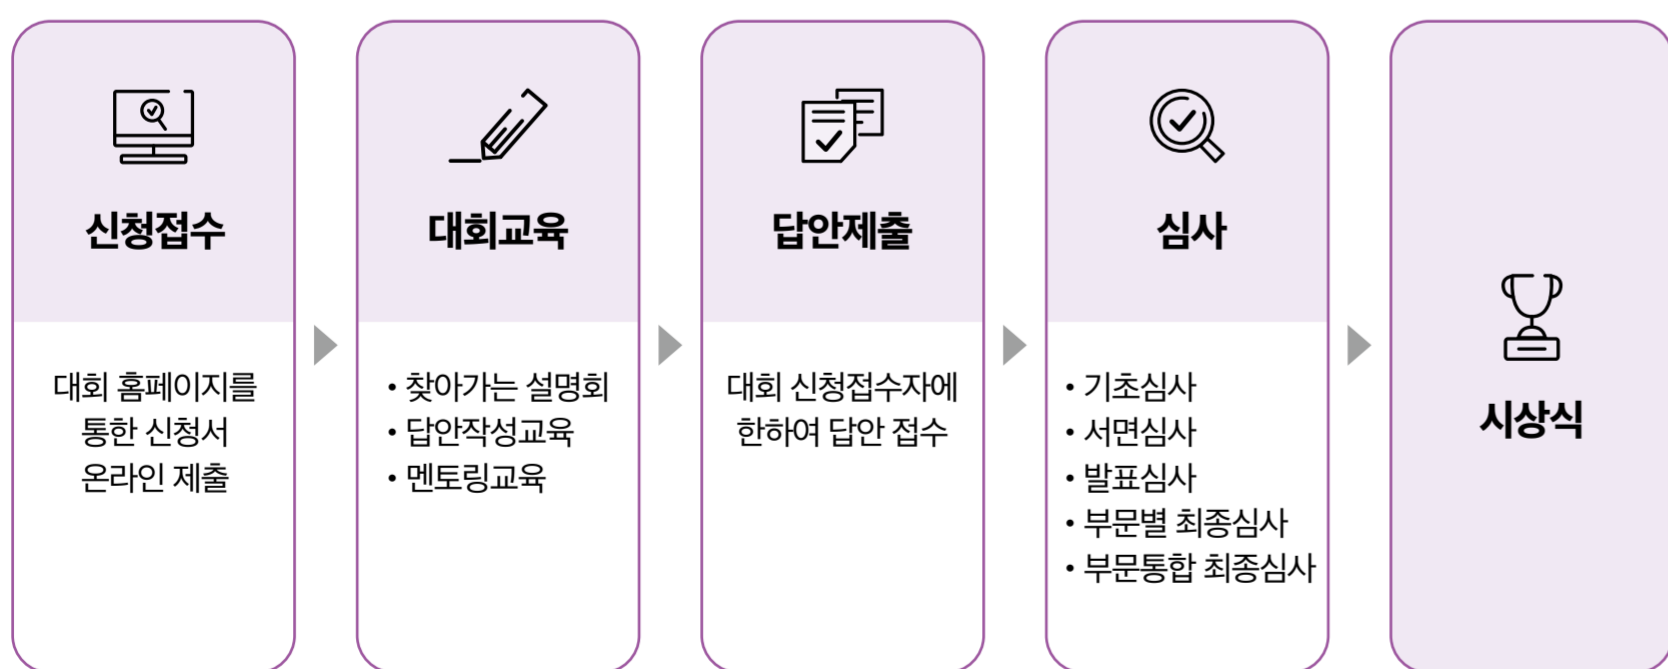 신청접수
대회 홈페이지를
통한 신청서
온라인 제출
대회교육
• 찾아가는 설명회
• 답안작성교육
• 멘토링교육
답안제출
대회 신청접수자에
한하여 답안 접수
심사
• 기초심사
• 서면심사
• 발표심사
• 부문별 최종심사
• 부문통합 최종심사
시상식